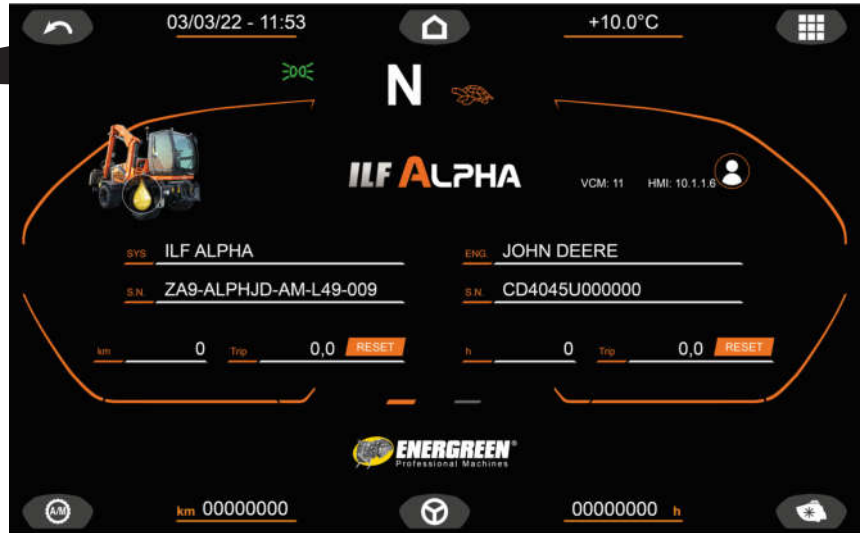 03/03/22 - 11:53
+10.0°C
N
ILF ALPHA
VCM: 11 HMI: 10.1.1.6
SYS. ILF ALPHA
ENG. JOHN DEERE
S.N. ZA9-ALPHJD-AM-L49-009
S.N. CD4045U000000
km 0 Trip 0,0 RESET
h 0 Trip 0,0 RESET
ENERGREEN®
Professional Machines
A/M
km 00000000
00000000 h